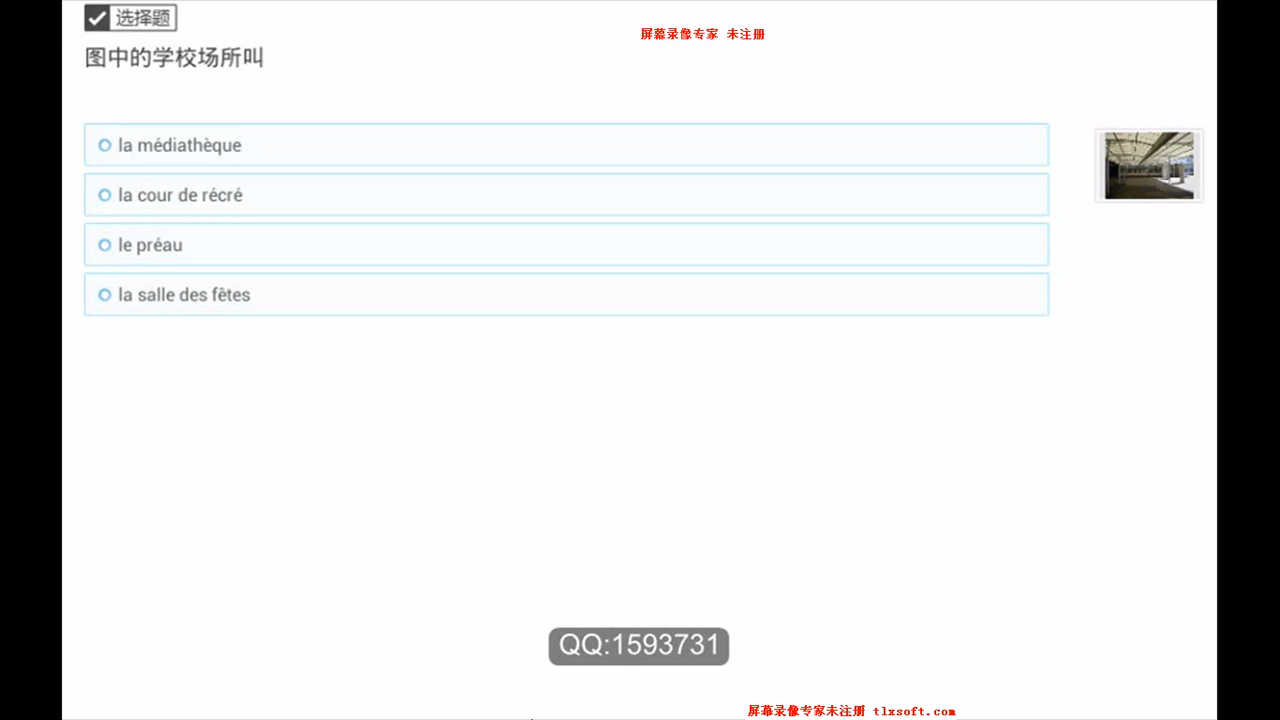 选择题
屏幕录像专家 未注册
图中的学校场所叫
la médiathèque
la cour de récré
le préau
la salle des fêtes
QQ:1593731
屏幕录像专家未注册 tlxsoft.com